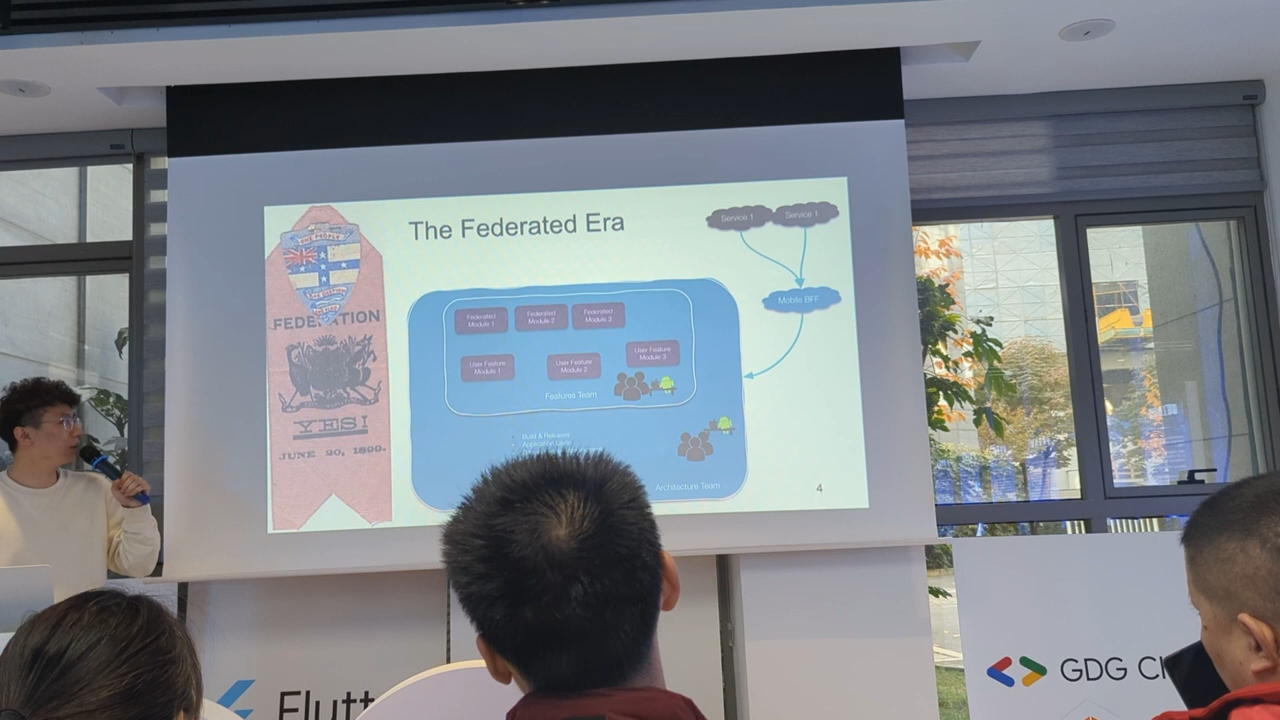 The Federated Era
THE PEOPLE
FEDERATION
YES!
JUNE 20, 1899.
Service 1
Service 1
Mobile BFF
Federated
Module 1
Federated
Module 2
Federated
Module 3
User Feature
Module 1
User Feature
Module 2
User Feature
Module 3
Features Team
Build & Releases
Architecture Team
4
Flutt
GDG